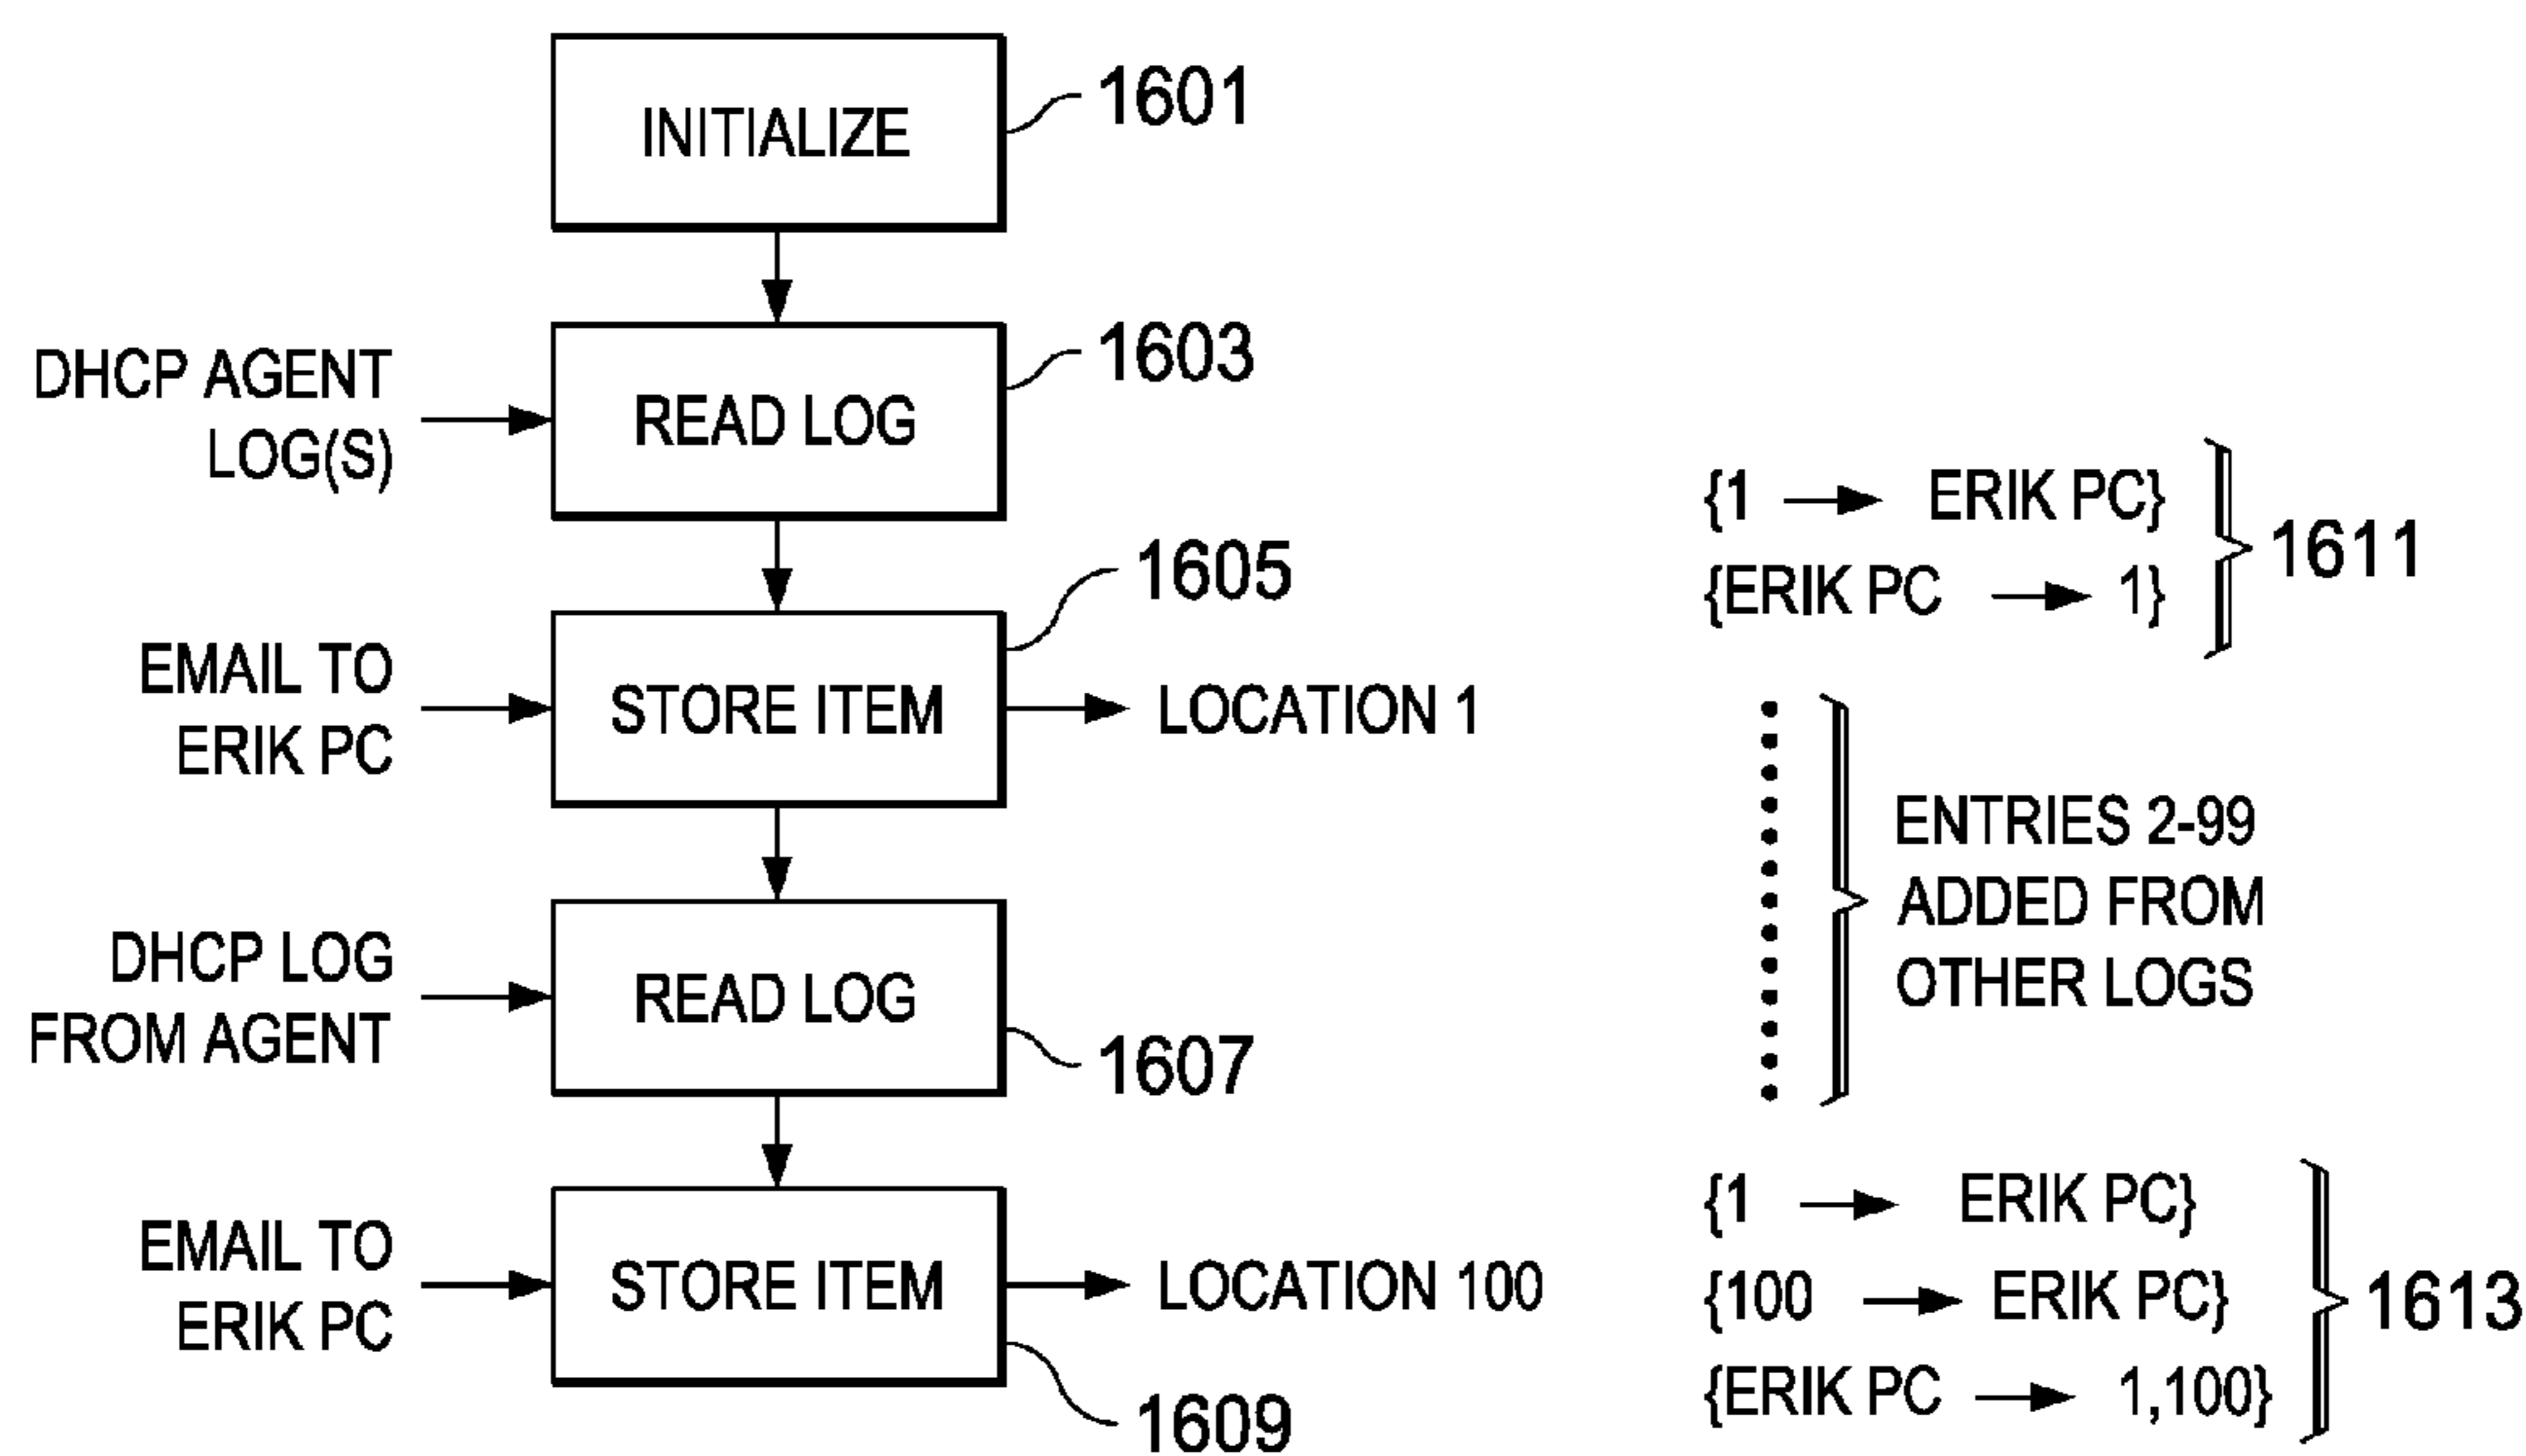 INITIALIZE
1601
DHCP AGENT
LOG(S)
READ LOG
1603
EMAIL TO
ERIK PC
STORE ITEM
1605
LOCATION 1
DHCP LOG
FROM AGENT
READ LOG
1607
EMAIL TO
ERIK PC
STORE ITEM
1609
LOCATION 100
{1 → ERIK PC}
{ERIK PC → 1}
1611
ENTRIES 2-99
ADDED FROM
OTHER LOGS
{1 → ERIK PC}
{100 → ERIK PC}
{ERIK PC → 1,100}
1613